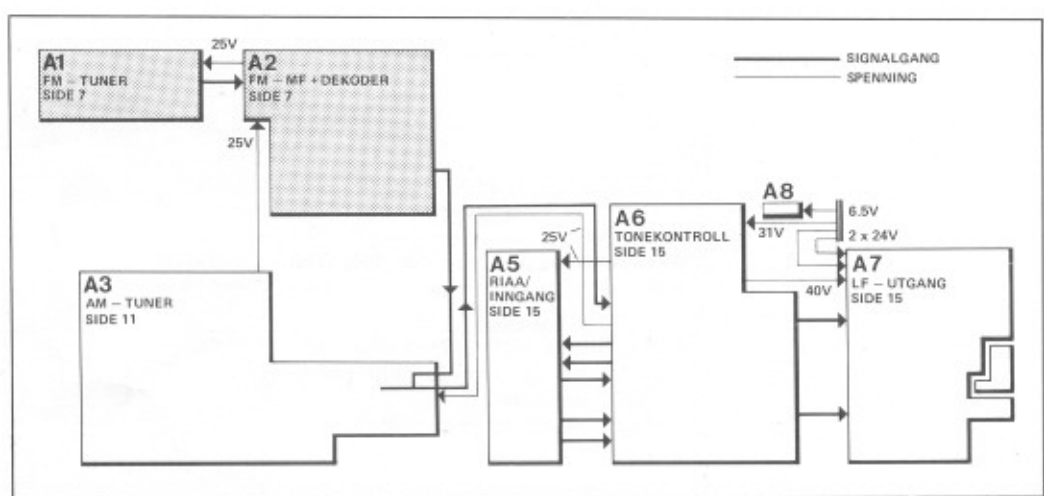 25V
A1
FM – TUNER
SIDE 7
A2
FM – MF + DEKODER
SIDE 7
SIGNALGANG
SPENNING
25V
A8
6.5V
31V
2 x 24V
A6
TONEKONTROLL
SIDE 15
25V
A5
RIAA/
INNGANG
SIDE 15
A7
LF – UTGANG
SIDE 15
40V
A3
AM – TUNER
SIDE 11